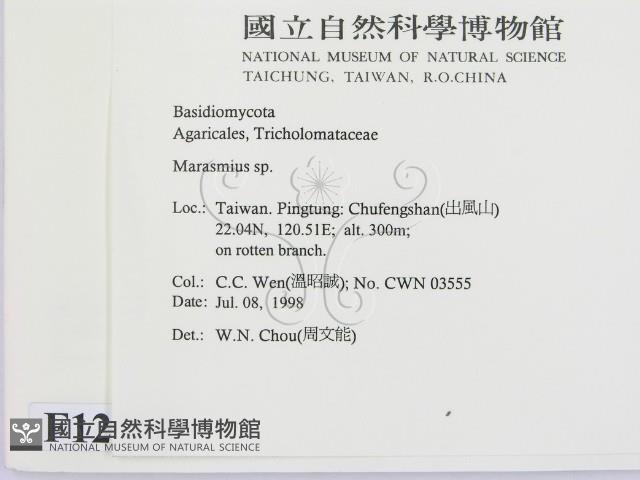 國立自然科學博物館
NATIONAL MUSEUM OF NATURAL SCIENCE
TAICHUNG, TAIWAN, R.O.CHINA
Basidiomycota
Agaricales, Tricholomataceae
Marasmius sp.
Loc.: Taiwan. Pingtung: Chufengshan(出風山)
22.04N, 120.51E; alt. 300m;
on rotten branch.
Col.: C.C. Wen(溫昭誠); No. CWN 03555
Date: Jul. 08, 1998
Det.: W.N. Chou(周文能)
F12
國立自然科學博物館
NATIONAL MUSEUM OF NATURAL SCIENCE